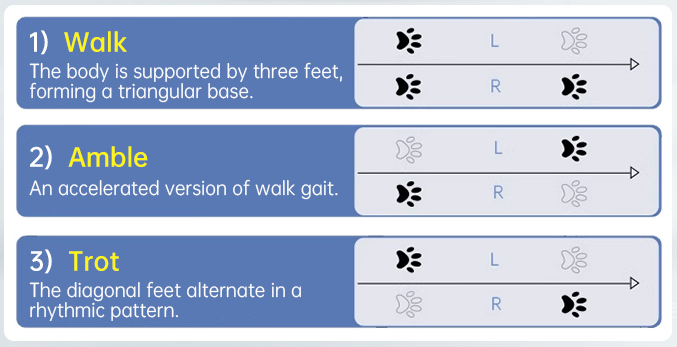 1) Walk
The body is supported by three feet,
forming a triangular base.
L
R
2) Amble
An accelerated version of walk gait.
L
R
3) Trot
The diagonal feet alternate in a
rhythmic pattern.
L
R